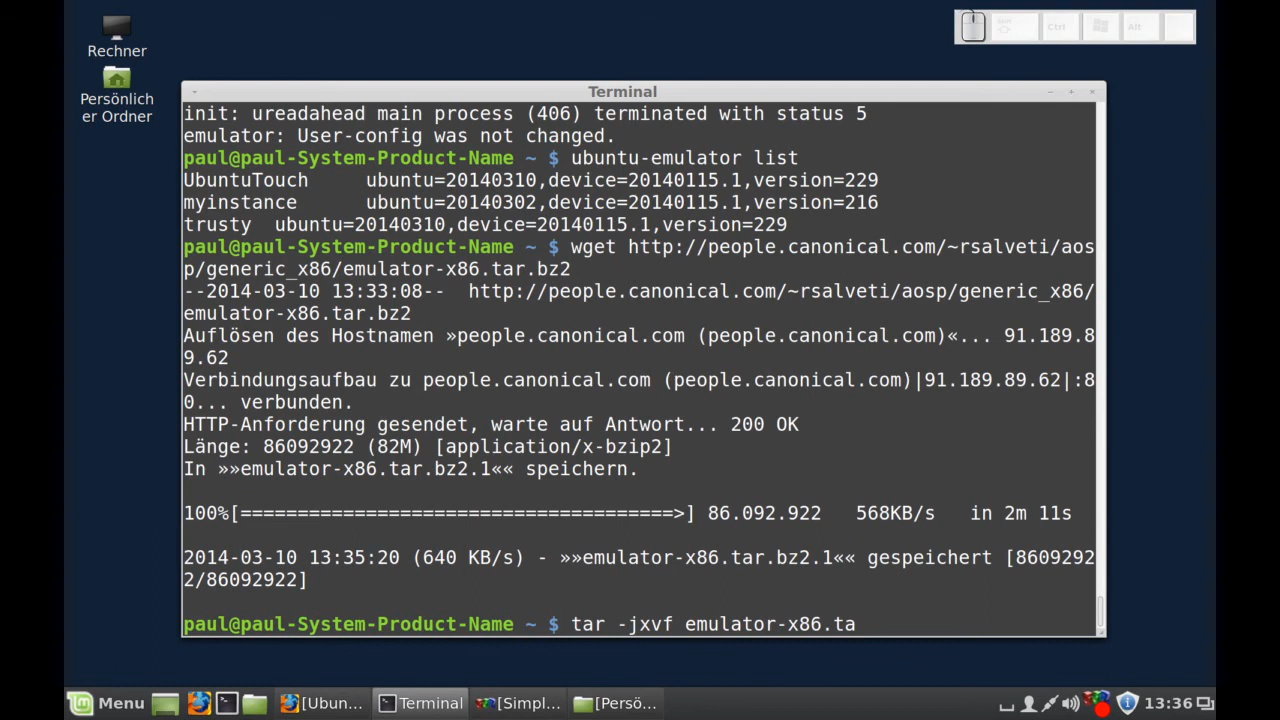 Rechner
Persönlich
er Ordner
Ctrl
Alt
Terminal
init: ureadahead main process (406) terminated with status 5
emulator: User-config was not changed.
paul@paul-System-Product-Name ~ $ ubuntu-emulator list
UbuntuTouch     ubuntu=20140310,device=20140115.1,version=229
myinstance      ubuntu=20140302,device=20140115.1,version=216
trusty  ubuntu=20140310,device=20140115.1,version=229
paul@paul-System-Product-Name ~ $ wget http://people.canonical.com/~rsalveti/aos
p/generic_x86/emulator-x86.tar.bz2
--2014-03-10 13:33:08--  http://people.canonical.com/~rsalveti/aosp/generic_x86/
emulator-x86.tar.bz2
Auflösen des Hostnamen »people.canonical.com (people.canonical.com)«... 91.189.8
9.62
Verbindungsaufbau zu people.canonical.com (people.canonical.com)|91.189.89.62|:8
0... verbunden.
HTTP-Anforderung gesendet, warte auf Antwort... 200 OK
Länge: 86092922 (82M) [application/x-bzip2]
In »»emulator-x86.tar.bz2.1«« speichern.
100%[======================================>] 86.092.922   568KB/s   in 2m 11s
2014-03-10 13:35:20 (640 KB/s) - »»emulator-x86.tar.bz2.1«« gespeichert [8609292
2/86092922]
paul@paul-System-Product-Name ~ $ tar -jxvf emulator-x86.ta
Menu
[Ubun...
Terminal
[Simpl...
[Persö...
13:36